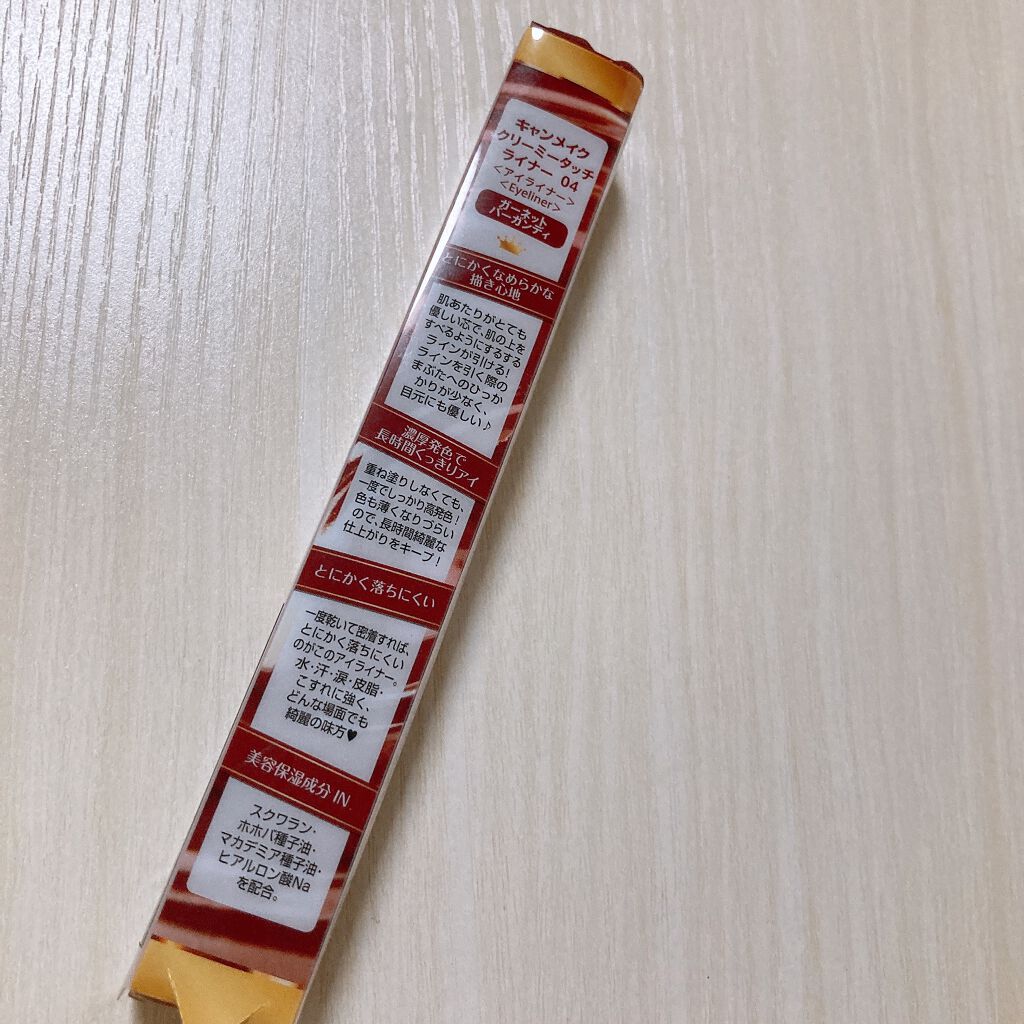 キャンメイク
クリーミータッチ
ライナー 04
<アイライナー>
<Eyeliner>
ガーネット
バーガンディ
とにかくなめらかな
描き心地
肌あたりがとても
優しい芯で、肌の上を
すべるようにするする
ラインが引ける!
ラインを引く際の
まぶたへのひっか
かりが少なく、
目元にも優しい♪
濃厚発色で
長時間くっきりアイ
重ね塗りしなくても、
一度でしっかり高発色!
色も薄くなりづらい
ので、長時間綺麗な
仕上がりをキープ!
とにかく落ちにくい
一度乾いて密着すれば、
とにかく落ちにくい
のがこのアイライナー。
水・汗・涙・皮脂・
こすれに強く、
どんな場面でも
綺麗の味方♥
美容保湿成分 IN
スクワラン・
ホホバ種子油・
マカデミア種子油・
ヒアルロン酸Na
を配合。